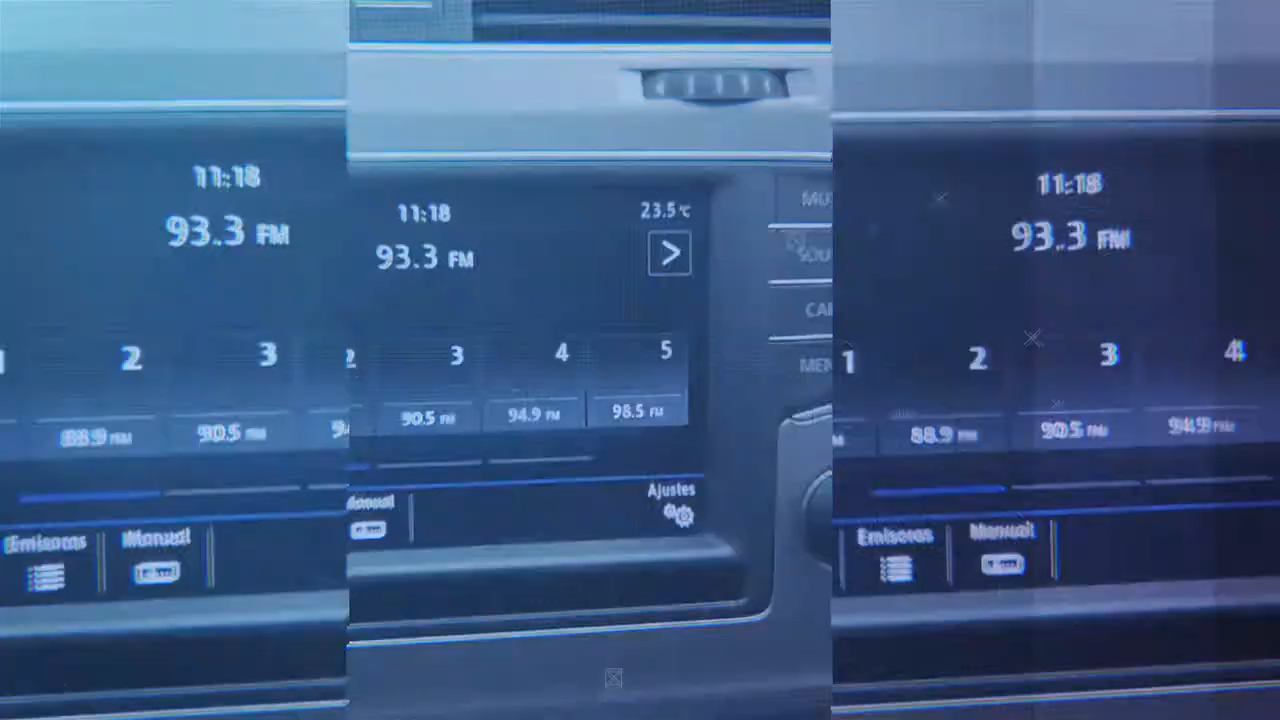 11:18
93.3 FM
2
3
88.9 FM
90.5 FM
Emisoras
Manual
11:18
23.5°C
93.3 FM
2
3
4
5
90.5 FM
94.9 FM
98.5 FM
Manual
Ajustes
11:18
93.3 FM
1
2
3
4
88.9 FM
90.5 FM
94.9 FM
Emisoras
Manual